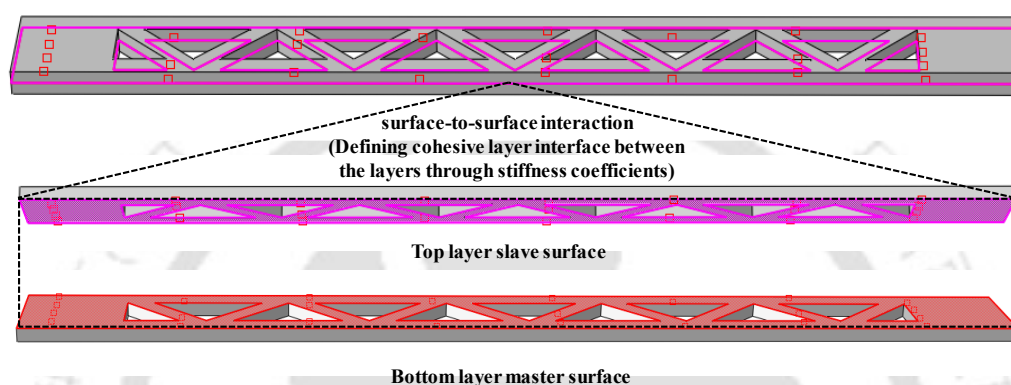 surface-to-surface interaction
(Defining cohesive layer interface between
the layers through stiffness coefficients)
Top layer slave surface
Bottom layer master surface